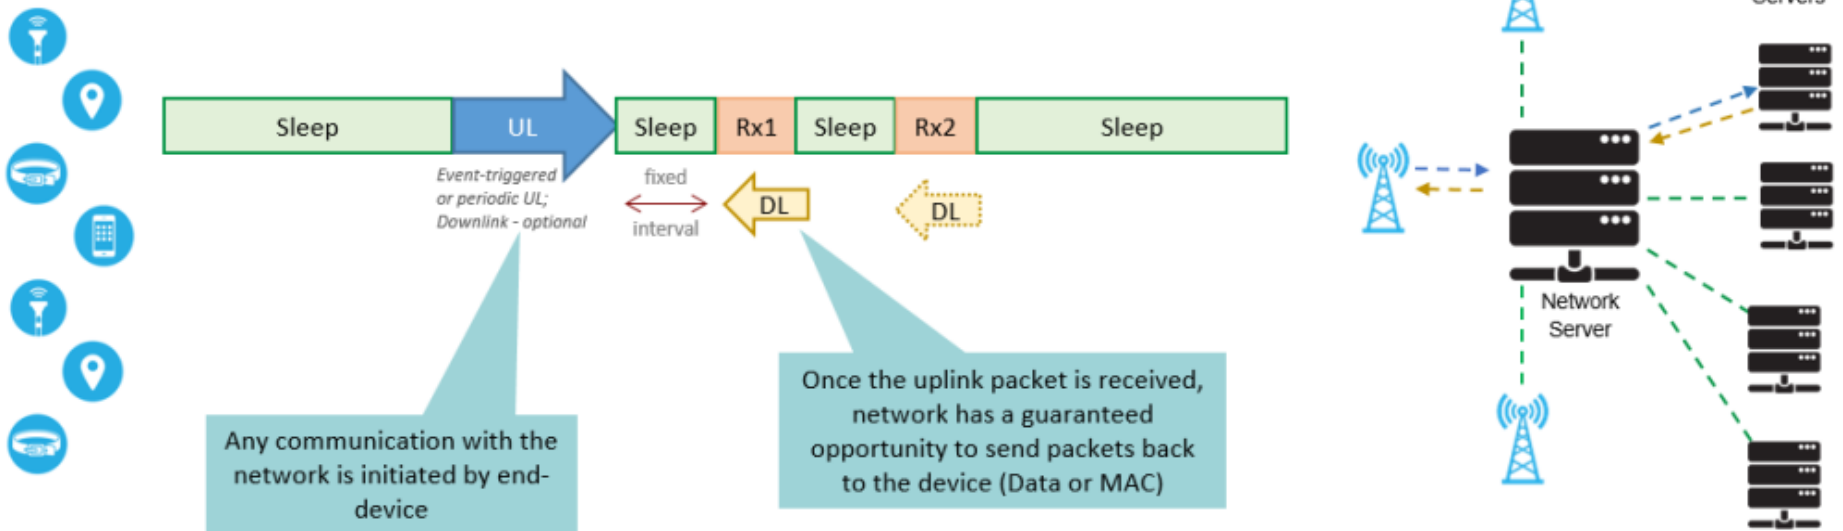 Servers
Sleep
UL
Sleep
Rx1
Sleep
Rx2
Sleep
Event-triggered
or periodic UL;
Downlink - optional
fixed
interval
DL
DL
Network
Server
Any communication with the
network is initiated by end-
device
Once the uplink packet is received,
network has a guaranteed
opportunity to send packets back
to the device (Data or MAC)